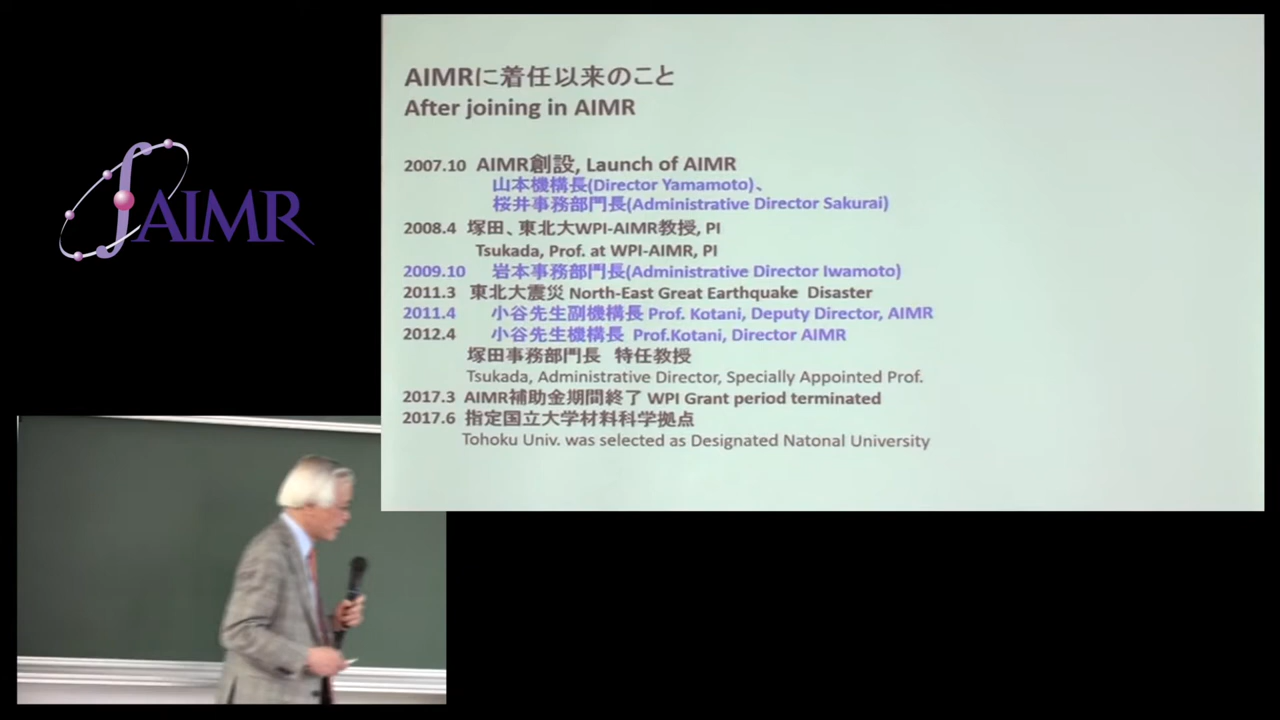 AIMR
AIMRに着任以来のこと
After joining in AIMR
2007.10 AIMR創設, Launch of AIMR
山本機構長(Director Yamamoto)、
桜井事務部門長(Administrative Director Sakurai)
2008.4 塚田、東北大WPI-AIMR教授, PI
Tsukada, Prof. at WPI-AIMR, PI
2009.10 岩本事務部門長(Administrative Director Iwamoto)
2011.3 東北大震災 North-East Great Earthquake Disaster
2011.4 小谷先生副機構長 Prof. Kotani, Deputy Director, AIMR
2012.4 小谷先生機構長 Prof.Kotani, Director AIMR
塚田事務部門長 特任教授
Tsukada, Administrative Director, Specially Appointed Prof.
2017.3 AIMR補助金期間終了 WPI Grant period terminated
2017.6 指定国立大学材料科学拠点
Tohoku Univ. was selected as Designated Natonal University